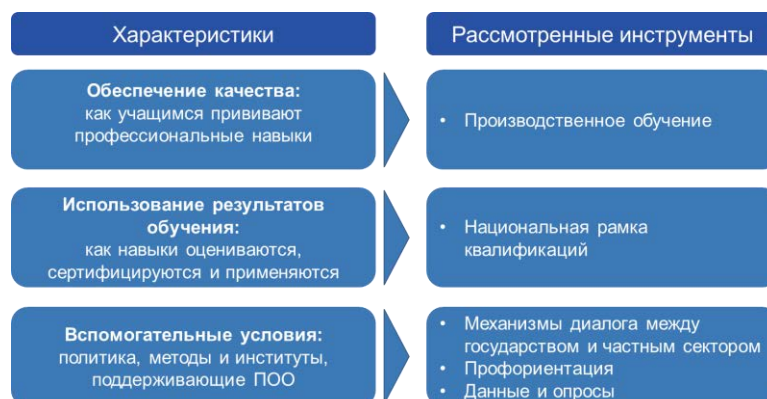 Характеристики
Рассмотренные инструменты
Обеспечение качества:
как учащимся прививают
профессиональные навыки
• Производственное обучение
Использование результатов
обучения:
как навыки оцениваются,
сертифицируются и применяются
• Национальная рамка
квалификаций
Вспомогательные условия:
политика, методы и институты,
поддерживающие ПОО
• Механизмы диалога между
государством и частным сектором
• Профориентация
• Данные и опросы